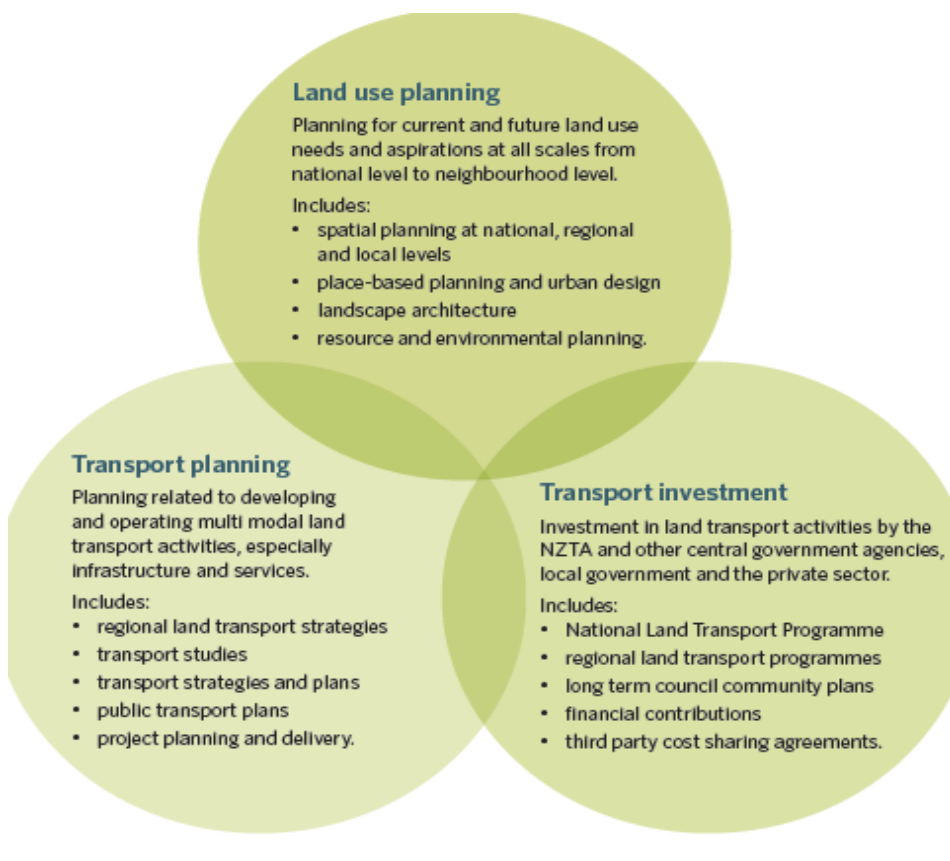 Land use planning
Planning for current and future land use
needs and aspirations at all scales from
national level to neighbourhood level.
Includes:
• spatial planning at national, regional
and local levels
• place-based planning and urban design
• landscape architecture
• resource and environmental planning.
Transport planning
Planning related to developing
and operating multi modal land
transport activities, especially
infrastructure and services.
Includes:
• regional land transport strategies
• transport studies
• transport strategies and plans
• public transport plans
• project planning and delivery.
Transport investment
Investment in land transport activities by the
NZTA and other central government agencies,
local government and the private sector.
Includes:
• National Land Transport Programme
• regional land transport programmes
• long term council community plans
• financial contributions
• third party cost sharing agreements.